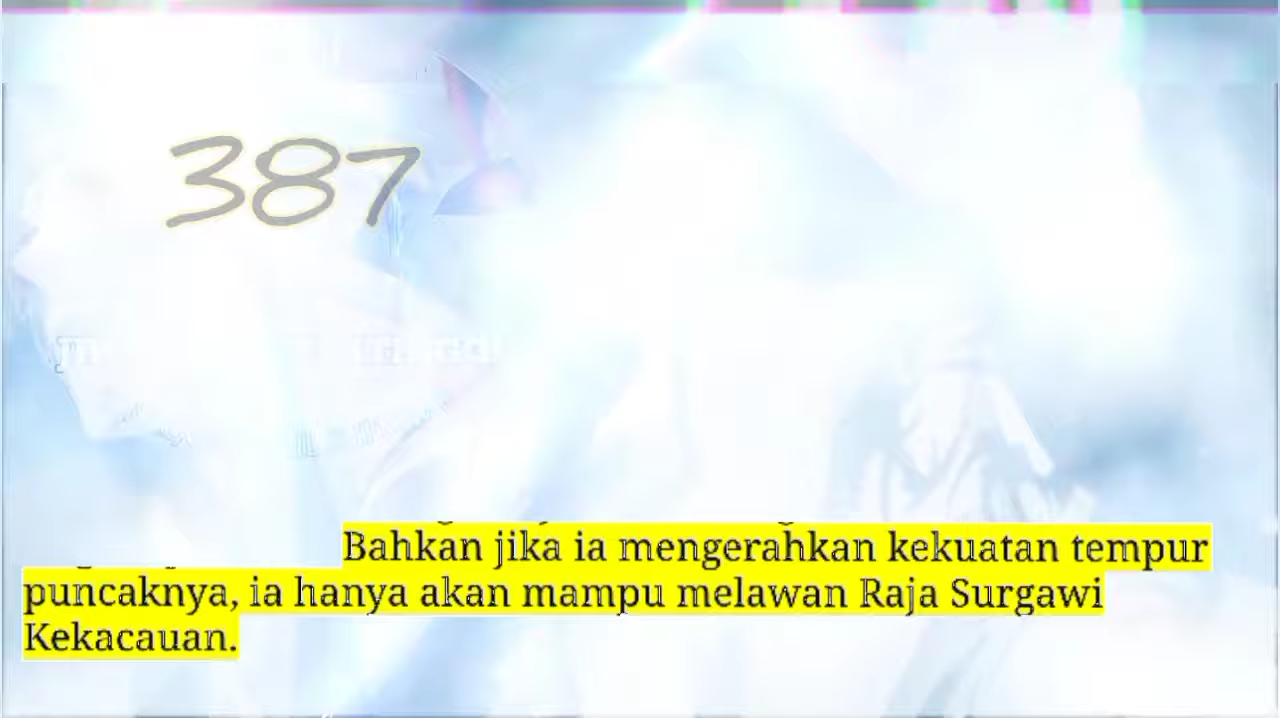 387
Bahkan jika ia mengerahkan kekuatan tempur
puncaknya, ia hanya akan mampu melawan Raja Surgawi
Kekacauan.